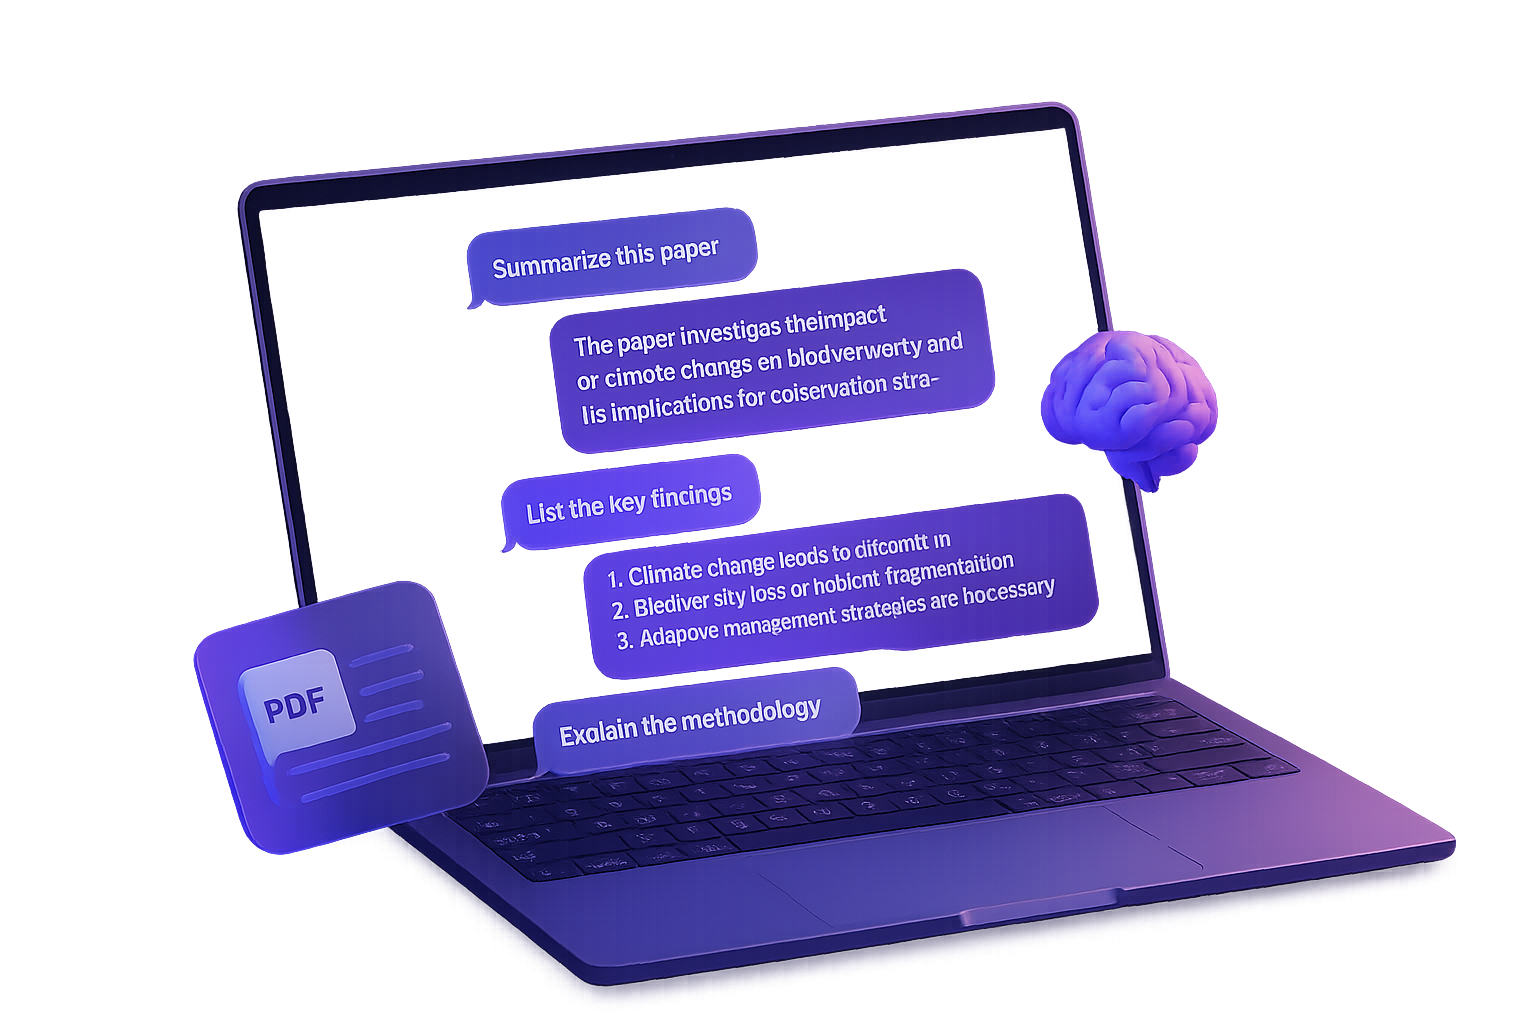 Summarize this paper
The paper investigas theimpact
or cimote changs en blodverworty and
Iis implications for coiservation stra-
List the key fincings
1. Climate change leods to difcomtt in
2. Blediver sity loss or hobicnt fragmentaition
3. Adapove management strategies are hocessary
PDF
Exalain the methodology